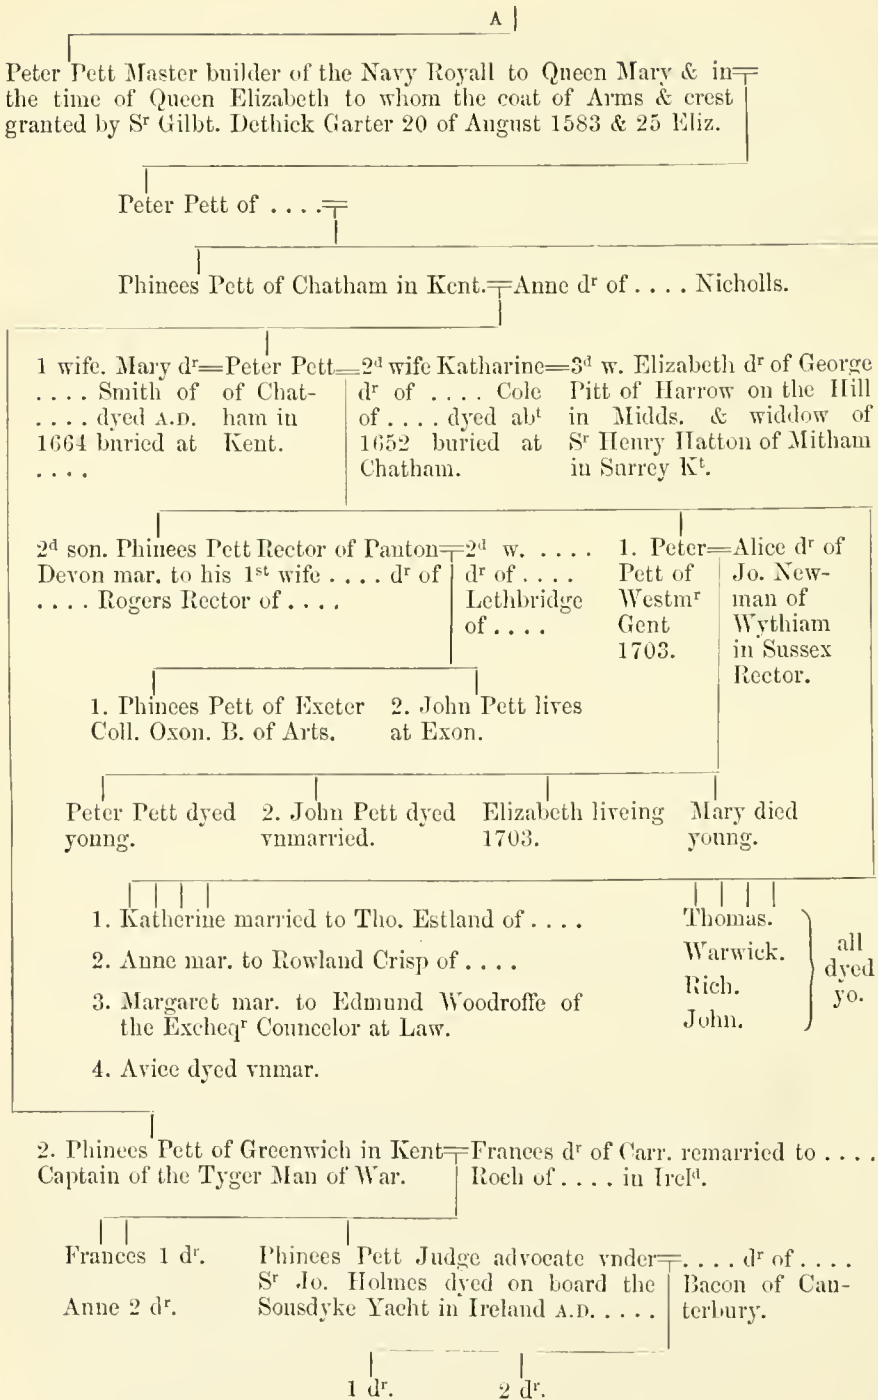 A
Peter Pett Master builder of the Navy Royall to Queen Mary & in
the time of Queen Elizabeth to whom the coat of Arms & crest
granted by Sʳ Gilbt. Dethick Garter 20 of August 1583 & 25 Eliz.
Peter Pett of . . . .
Phinees Pett of Chatham in Kent.
Anne dʳ of . . . . Nicholls.
1 wife. Mary dʳ
. . . . Smith of
. . . . dyed A.D.
1664 buried at
. . . .
Peter Pett
of Chat-
ham in
Kent.
2ᵈ wife Katharine
dʳ of . . . . Cole
of . . . . dyed abᵗ
1652 buried at
Chatham.
3ᵈ w. Elizabeth dʳ of George
Pitt of Harrow on the Hill
in Midds. & widdow of
Sʳ Henry Hatton of Mitham
in Surrey Kᵗ.
2ᵈ son. Phinees Pett Rector of Panton
Devon mar. to his 1ˢᵗ wife . . . . dʳ of
. . . . Rogers Rector of . . . .
2ᵈ w. . . . .
dʳ of . . . .
Lethbridge
of . . . .
1. Peter
Pett of
Westmʳ
Gent
1703.
Alice dʳ of
Jo. New-
man of
Wythiam
in Sussex
Rector.
1. Phinees Pett of Exeter
Coll. Oxon. B. of Arts.
2. John Pett lives
at Exon.
Peter Pett dyed
young.
2. John Pett dyed
vnmarried.
Elizabeth liveing
1703.
Mary died
young.
1. Katherine married to Tho. Estland of . . . .
2. Anne mar. to Rowland Crisp of . . . .
3. Margaret mar. to Edmund Woodroffe of
the Excheqʳ Councelor at Law.
4. Avice dyed vnmar.
Thomas.
Warwick.
Rich.
John.
all
dyed
yo.
2. Phinees Pett of Greenwich in Kent
Captain of the Tyger Man of War.
Frances dʳ of Carr. remarried to . . . .
Roch of . . . . in Irelᵈ.
Frances 1 dʳ.
Anne 2 dʳ.
Phinees Pett Judge advocate vnder
Sʳ Jo. Holmes dyed on board the
Sousdyke Yacht in Ireland A.D. . . . .
. . . . dʳ of . . . .
Bacon of Can-
terbury.
1 dʳ.
2 dʳ.